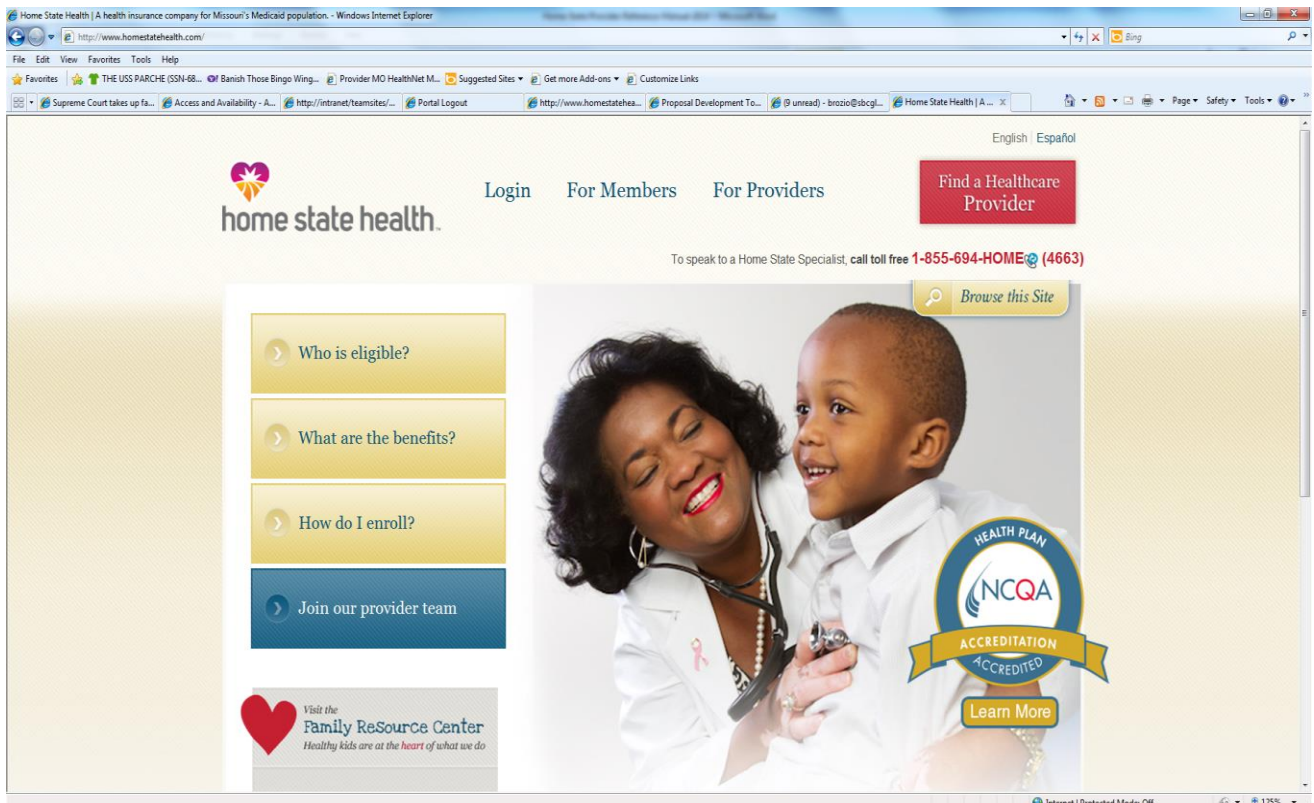 Home State Health | A health insurance company for Missouri's Medicaid population. - Windows Internet Explorer
http://www.homestatehealth.com/
Bing
File Edit View Favorites Tools Help
Favorites THE USS PARCHE (SSN-68... Banish Those Bingo Wing... Provider MO HealthNet M... Suggested Sites Get more Add-ons Customize Links
Supreme Court takes up fa... Access and Availability - A... http://intranet/teamsites/... Portal Logout http://www.homestatehea... Proposal Development To... (9 unread) - brozio@sbcgl... Home State Health | A ... Page Safety Tools
English | Español
home state health™
Login For Members For Providers
Find a Healthcare
Provider
To speak to a Home State Specialist, call toll free 1-855-694-HOME (4663)
Browse this Site
Who is eligible?
What are the benefits?
How do I enroll?
Join our provider team
Visit the
Family Resource Center
Healthy kids are at the heart of what we do
HEALTH PLAN
NCQA
ACCREDITATION
ACCREDITED
Learn More
Internet | Protected Mode: Off 125%